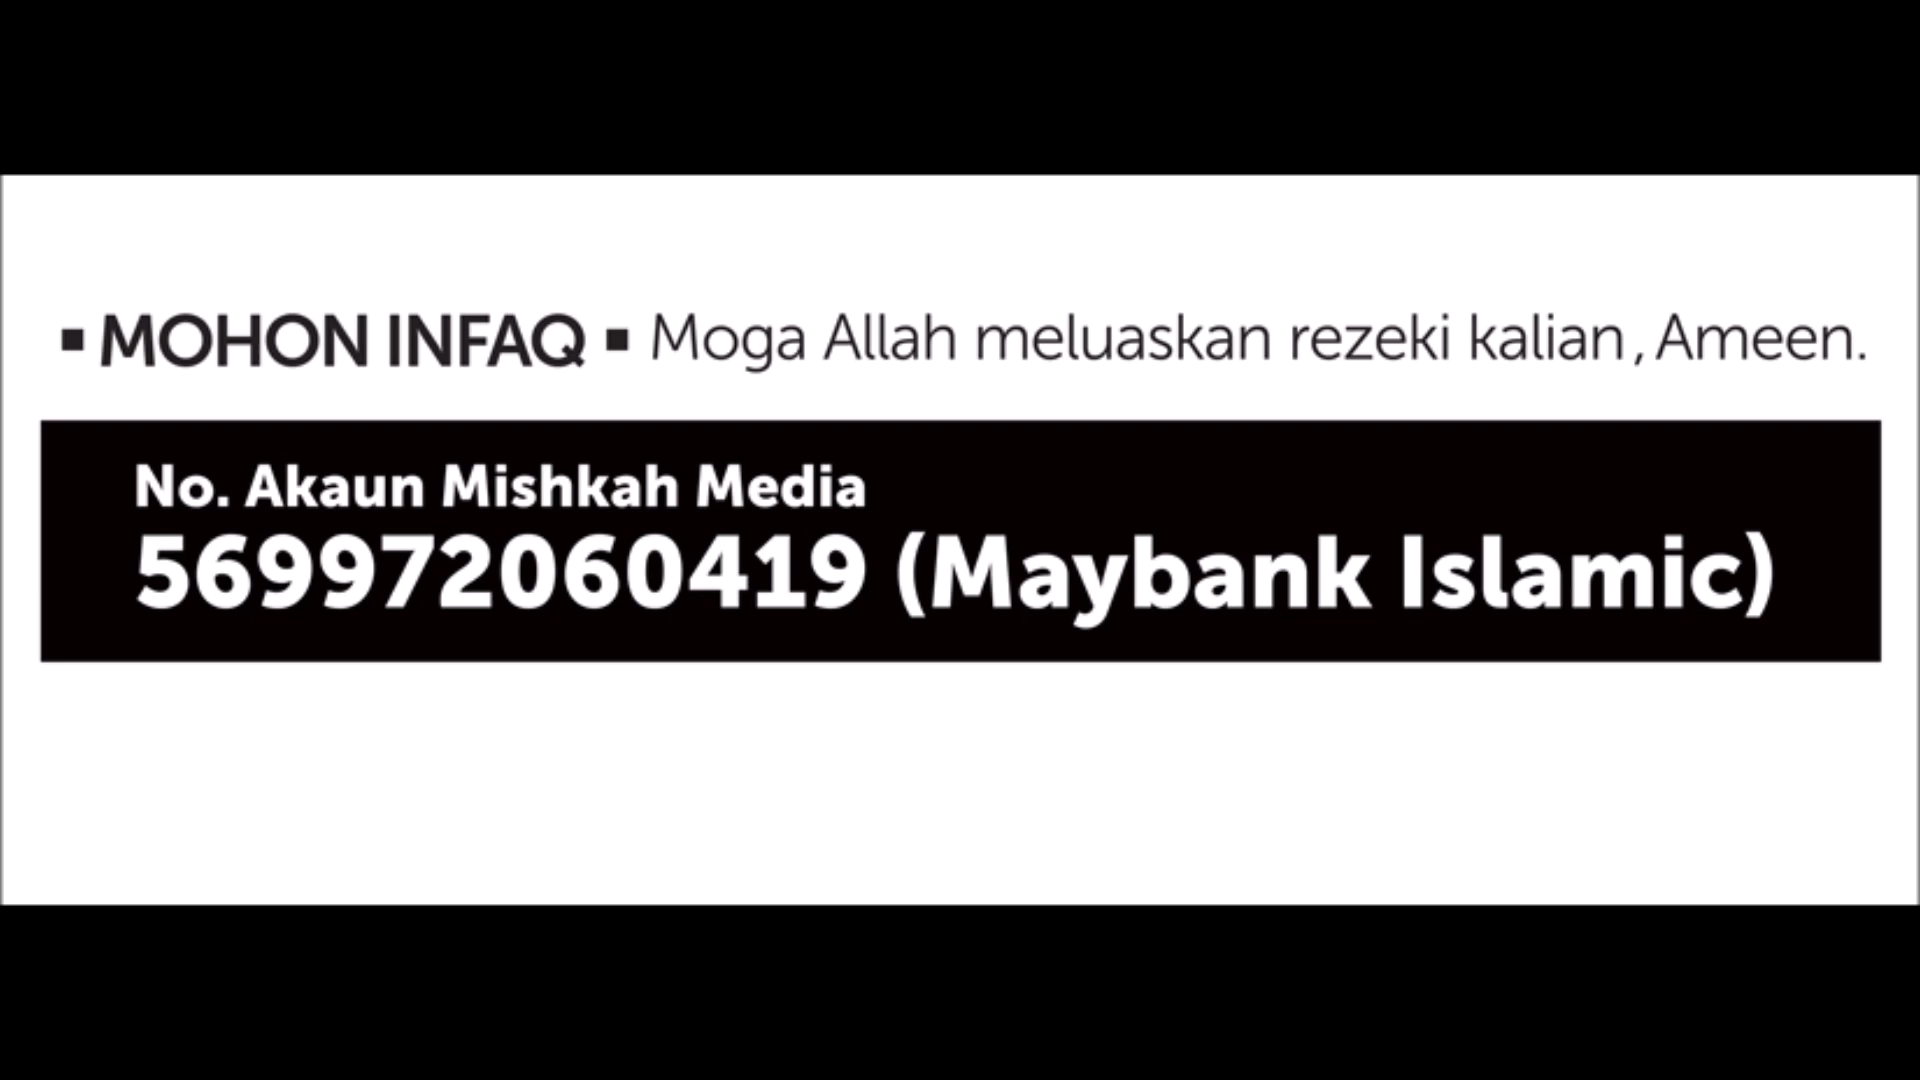 ▪ MOHON INFAQ ▪ Moga Allah meluaskan rezeki kalian, Ameen.
No. Akaun Mishkah Media
569972060419 (Maybank Islamic)